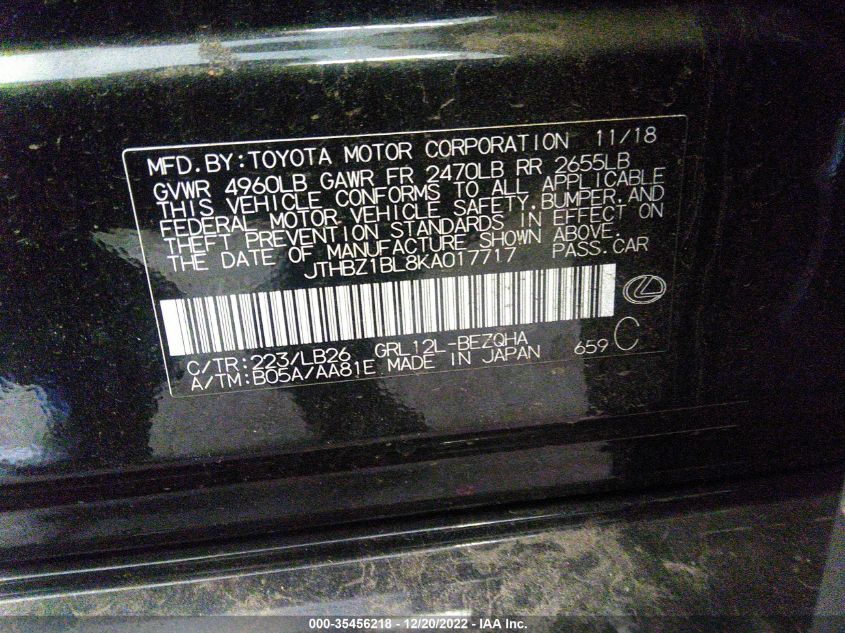 MFD.BY:TOYOTA MOTOR CORPORATION 11/18
GVWR 4960LB GAWR FR 2470LB RR 2655LB
THIS VEHICLE CONFORMS TO ALL APPLICABLE
FEDERAL MOTOR VEHICLE SAFETY,BUMPER,AND
THEFT PREVENTION STANDARDS IN EFFECT ON
THE DATE OF MANUFACTURE SHOWN ABOVE.
JTHBZ1BL8KA017717 PASS.CAR
C/TR:223/LB26 GRL12L-BEZQHA
A/TM:B05A/AA81E MADE IN JAPAN 659 C
000-35456218 - 12/20/2022 - IAA Inc.